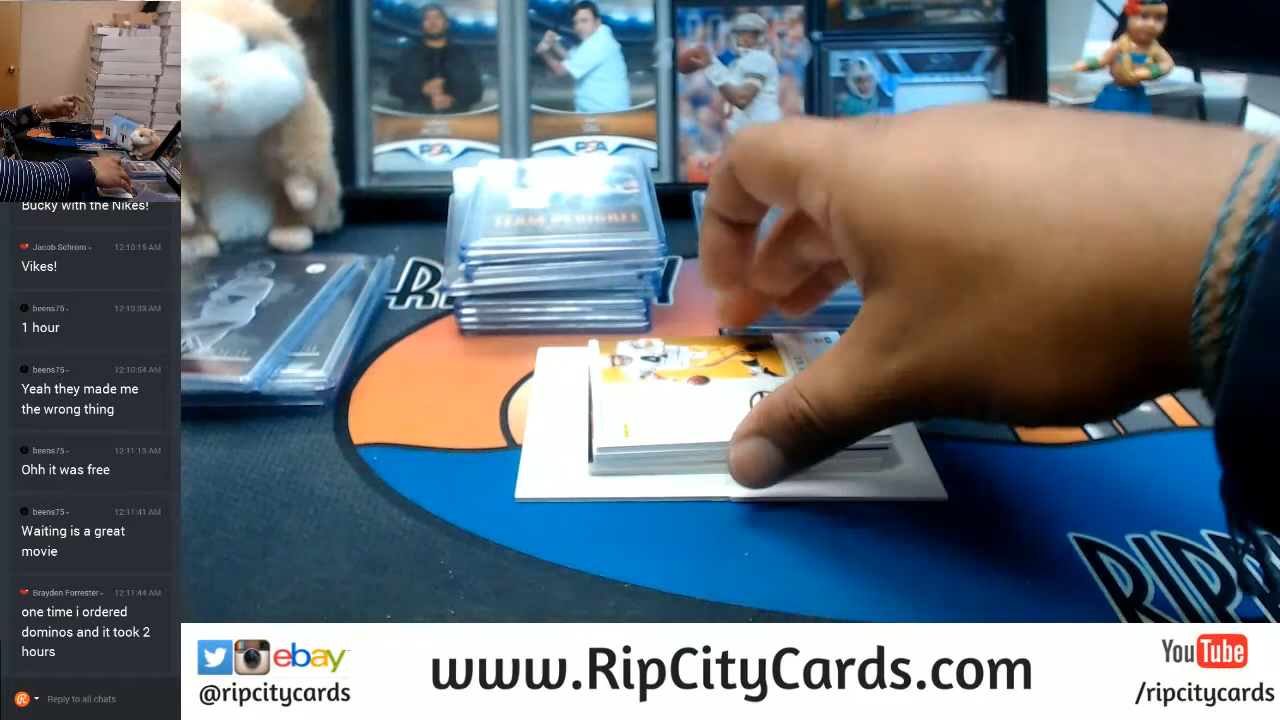 Bucky with the Nikes!
Jacob Schrom
12:10:15 AM
Vikes!
beens75
12:10:33 AM
1 hour
beens75
12:10:54 AM
Yeah they made me
the wrong thing
beens75
12:11:13 AM
Ohh it was free
beens75
12:11:41 AM
Waiting is a great
movie
Brayden Forrester
12:11:44 AM
one time i ordered
dominos and it took 2
hours
Reply to all chats
PSA
PSA
TEAM PEDIGREE
ebay
@ripcitycards
www.RipCityCards.com
YouTube
/ripcitycards